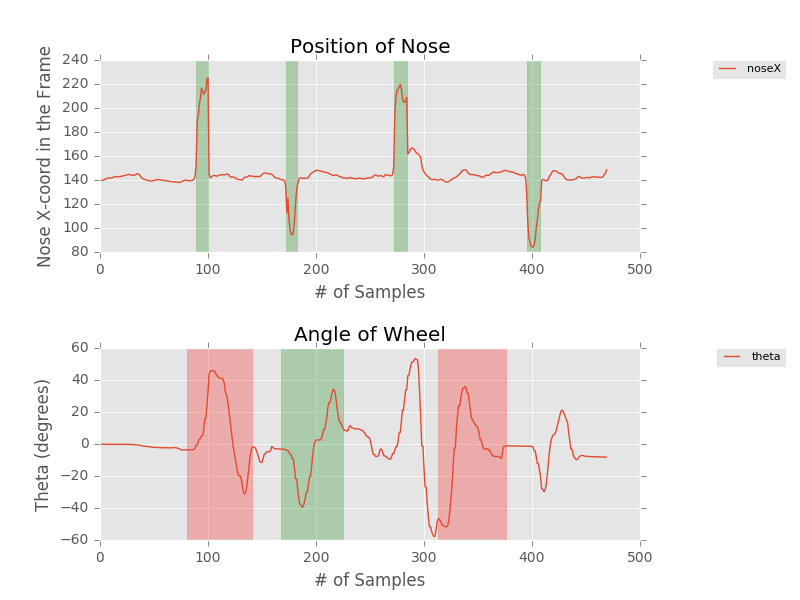 Position of Nose
Nose X-coord in the Frame
240
220
200
180
160
140
120
100
80
0 100 200 300 400 500
# of Samples
noseX
Angle of Wheel
Theta (degrees)
60
40
20
0
−20
−40
−60
0 100 200 300 400 500
# of Samples
theta